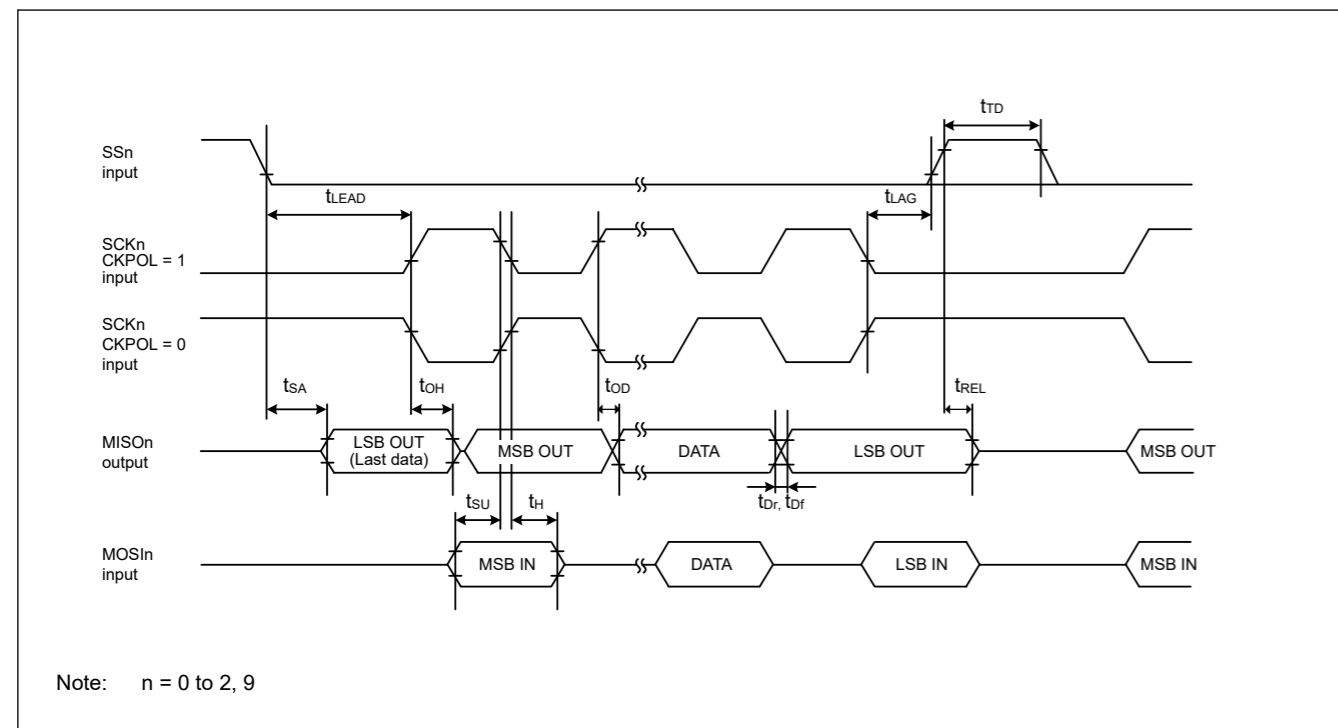 tTD
SSn
input
tLEAD
tLAG
SCKn
CKPOL = 1
input
SCKn
CKPOL = 0
input
tSA
tOH
tOD
tREL
MISOn
output
LSB OUT
(Last data)
MSB OUT
DATA
LSB OUT
MSB OUT
tSU
tH
tDr, tDf
MOSIn
input
MSB IN
DATA
LSB IN
MSB IN
Note: n = 0 to 2, 9